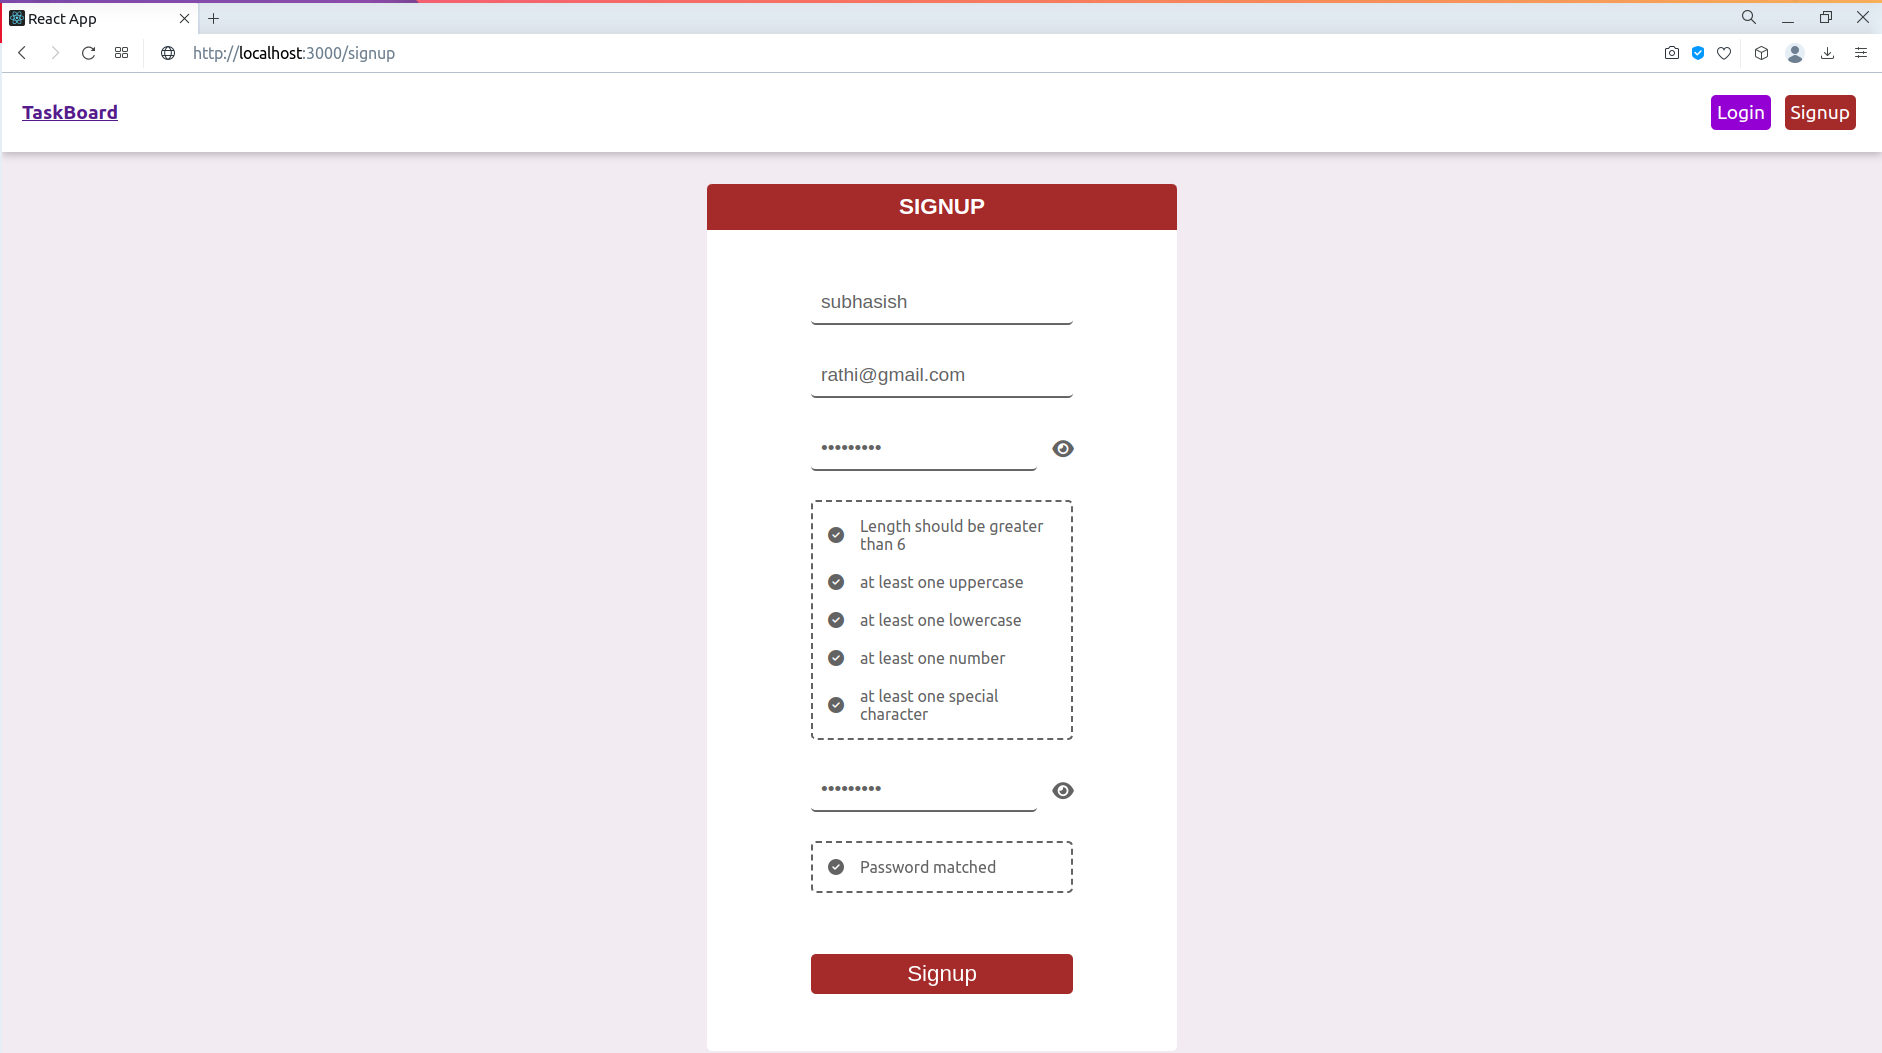 React App
http://localhost:3000/signup
TaskBoard
Login
Signup
SIGNUP
subhasish
rathi@gmail.com
•••••••••
Length should be greater
than 6
at least one uppercase
at least one lowercase
at least one number
at least one special
character
•••••••••
Password matched
Signup